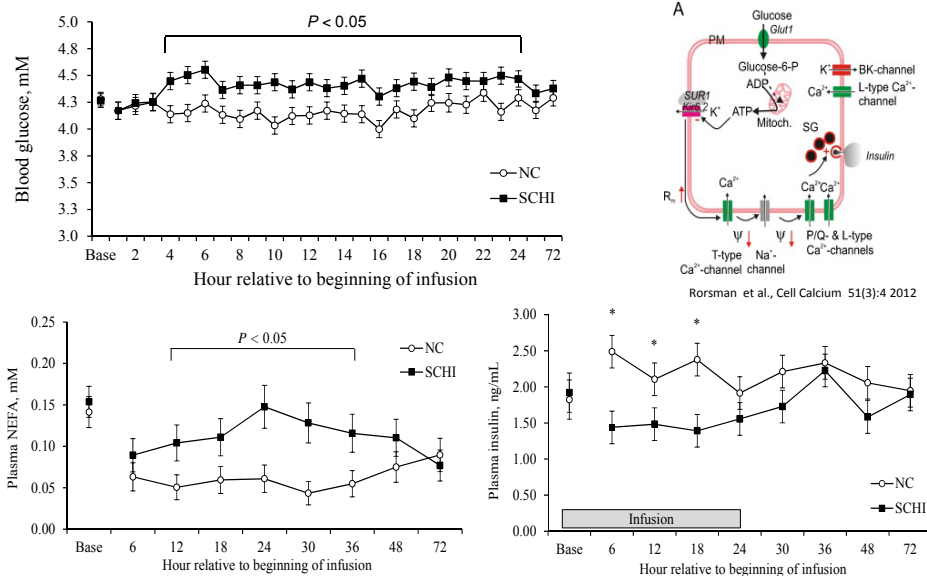 P < 0.05
Blood glucose, mM
5.0
4.8
4.5
4.3
4.0
3.8
3.5
3.3
3.0
NC
SCHI
Base 2 4 6 8 10 12 14 16 18 20 22 24 72
Hour relative to beginning of infusion
A
Glucose
Glut1
PM
Glucose-6-P
ADP
SUR1
K⁺
ATP
Mitoch.
K⁺
BK-channel
Ca²⁺
L-type Ca²⁺-
channel
SG
+
Insulin
Rm
Ca²⁺
Ca²⁺Ca²⁺
Ψ
Ψ
T-type
Ca²⁺-channel
Na⁺-
channel
P/Q- & L-type
Ca²⁺-channels
Rorsman et al., Cell Calcium 51(3):4 2012
Plasma NEFA, mM
0.25
0.20
0.15
0.10
0.05
0.00
P < 0.05
NC
SCHI
Base 6 12 18 24 30 36 48 72
Hour relative to beginning of infusion
Plasma insulin, ng/mL
3.00
2.50
2.00
1.50
1.00
0.50
0.00
* * *
NC
SCHI
Infusion
Base 6 12 18 24 30 36 48 72
Hour relative to beginning of infusion